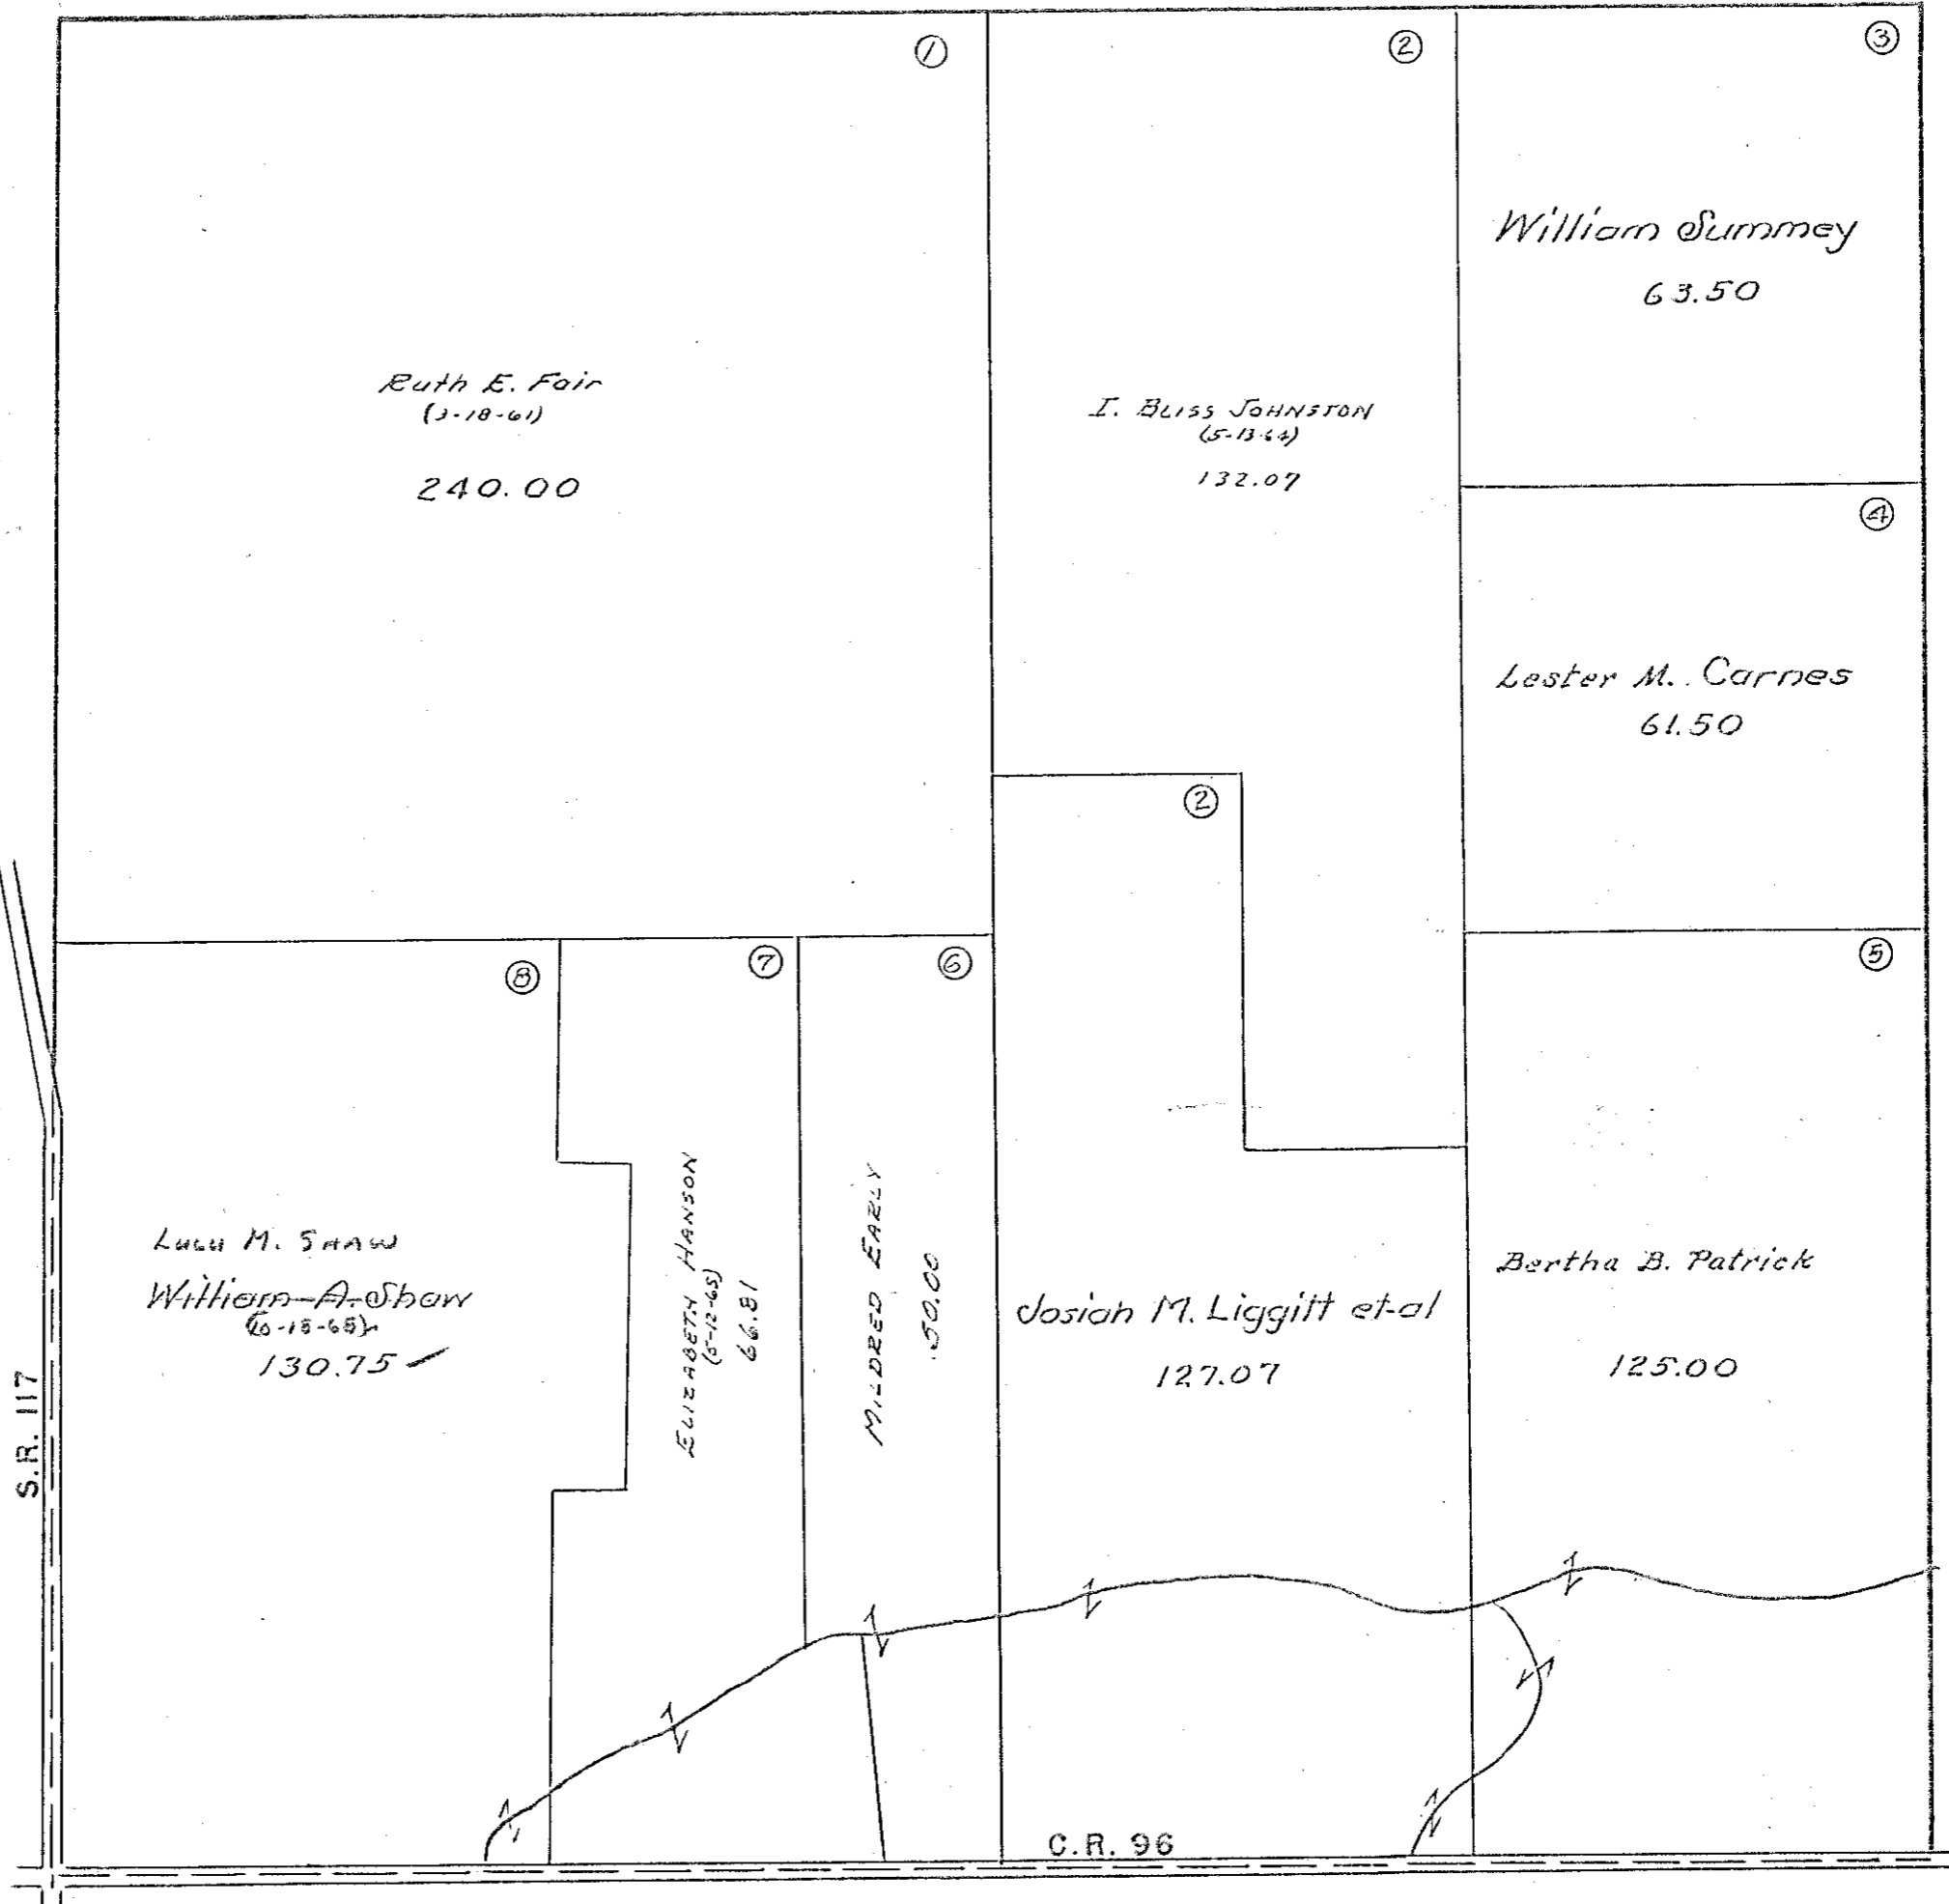 ①
Ruth E. Fair
(3-18-61)
240.00
②
I. BLISS JOHNSTON
(5-13-64)
132.07
③
William Summey
63.50
④
Lester M. Carnes
61.50
②
⑧
LULU M. SHAW
William A. Shaw
130.75
⑦
ELIZABETH HANSON
(5-12-65)
66.81
⑥
MILDRED EARLY
50.00
Josiah M. Liggitt et-al
127.07
⑤
Bertha B. Patrick
125.00
S.R. 117
C.R. 96